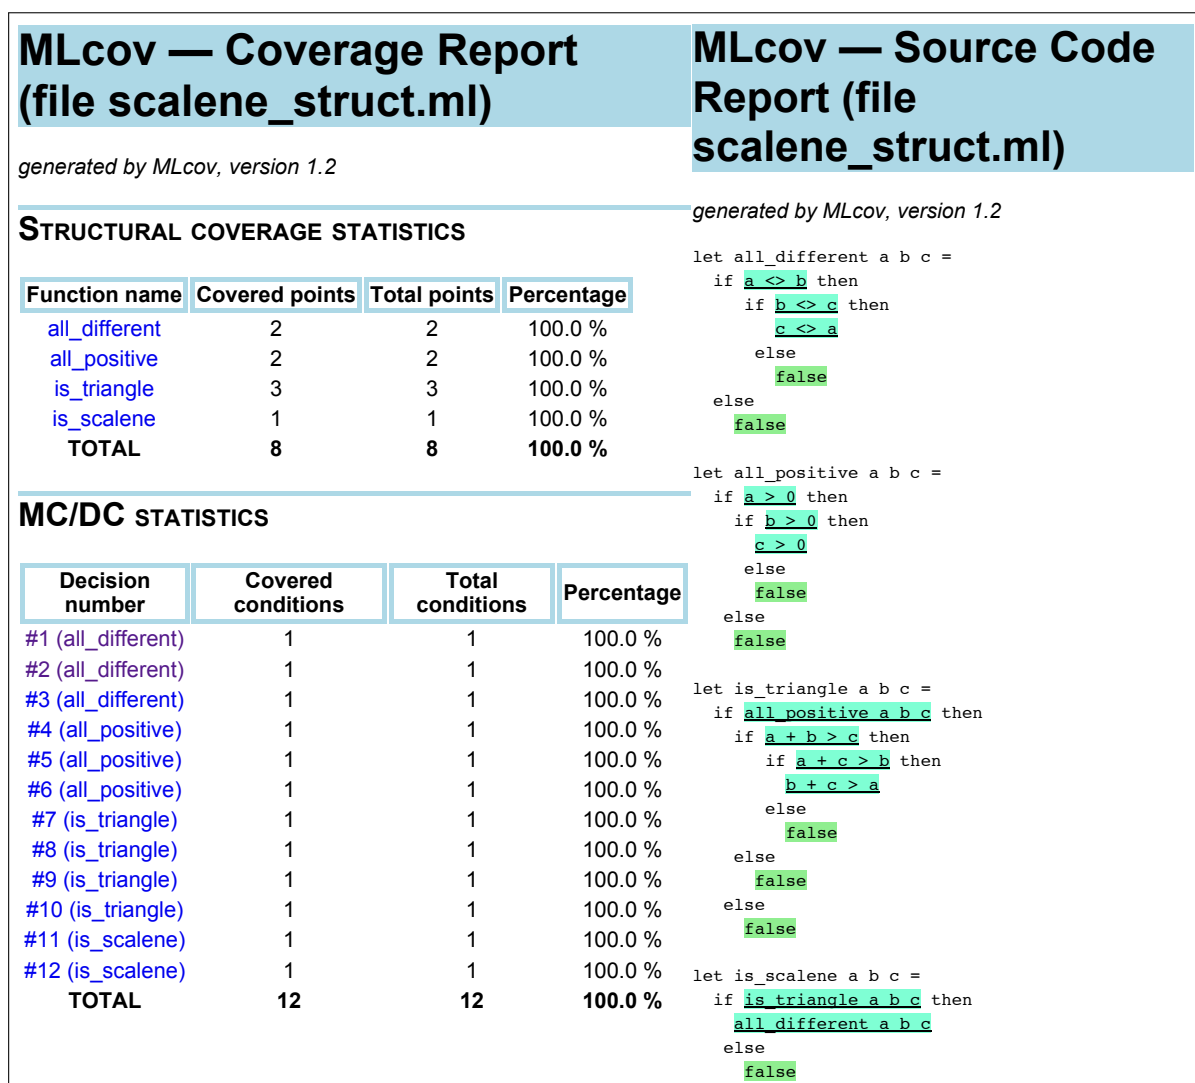 MLcov — Coverage Report
(file scalene_struct.ml)
generated by MLcov, version 1.2
STRUCTURAL COVERAGE STATISTICS
Function name Covered points Total points Percentage
all_different 2 2 100.0 %
all_positive 2 2 100.0 %
is_triangle 3 3 100.0 %
is_scalene 1 1 100.0 %
TOTAL 8 8 100.0 %
MC/DC STATISTICS
Decision number Covered conditions Total conditions Percentage
#1 (all_different) 1 1 100.0 %
#2 (all_different) 1 1 100.0 %
#3 (all_different) 1 1 100.0 %
#4 (all_positive) 1 1 100.0 %
#5 (all_positive) 1 1 100.0 %
#6 (all_positive) 1 1 100.0 %
#7 (is_triangle) 1 1 100.0 %
#8 (is_triangle) 1 1 100.0 %
#9 (is_triangle) 1 1 100.0 %
#10 (is_triangle) 1 1 100.0 %
#11 (is_scalene) 1 1 100.0 %
#12 (is_scalene) 1 1 100.0 %
TOTAL 12 12 100.0 %
MLcov — Source Code
Report (file
scalene_struct.ml)
generated by MLcov, version 1.2
let all_different a b c =
if a <> b then
if b <> c then
c <> a
else
false
else
false
let all_positive a b c =
if a > 0 then
if b > 0 then
c > 0
else
false
else
false
let is_triangle a b c =
if all_positive a b c then
if a + b > c then
if a + c > b then
b + c > a
else
false
else
false
else
false
let is_scalene a b c =
if is_triangle a b c then
all_different a b c
else
false